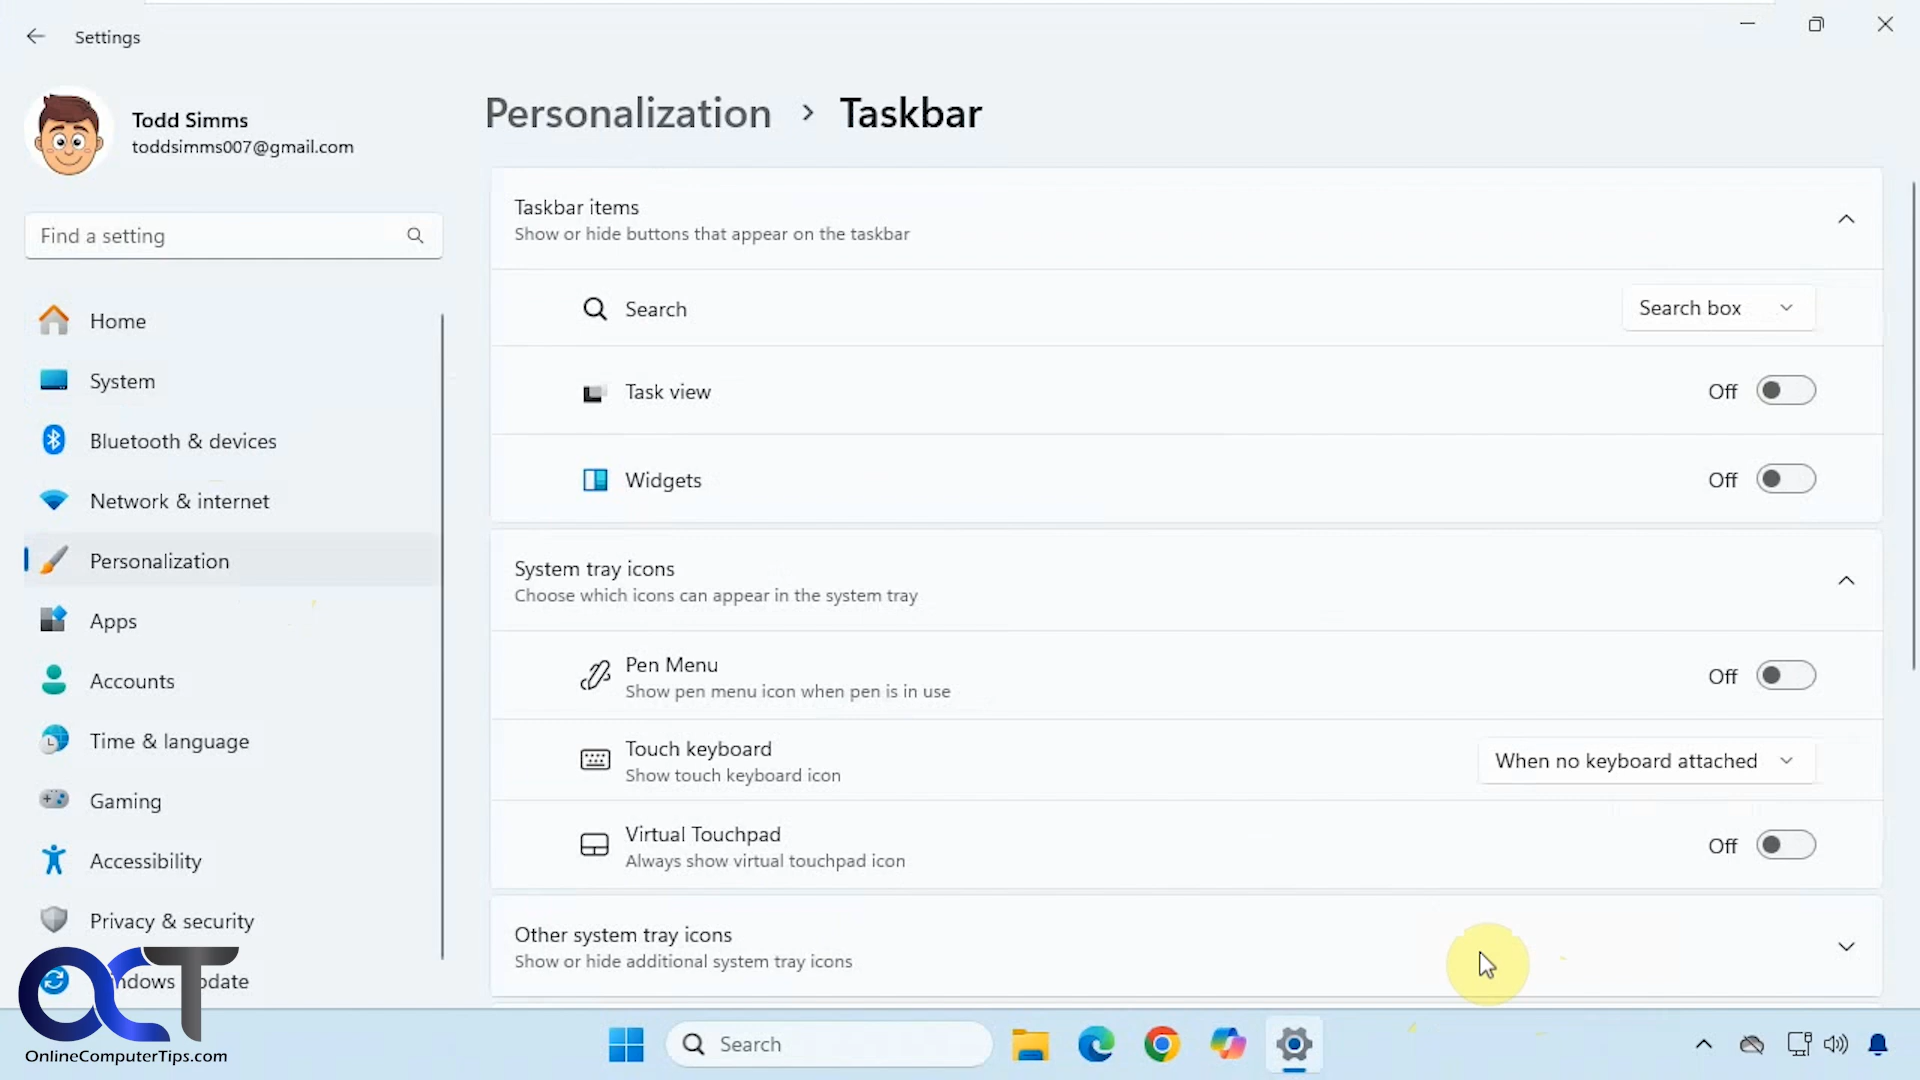 Settings
Todd Simms
toddsimms007@gmail.com
Find a setting
Home
System
Bluetooth & devices
Network & internet
Personalization
Apps
Accounts
Time & language
Gaming
Accessibility
Privacy & security
Personalization > Taskbar
Taskbar items
Show or hide buttons that appear on the taskbar
Search
Search box
Task view
Off
Widgets
Off
System tray icons
Choose which icons can appear in the system tray
Pen Menu
Show pen menu icon when pen is in use
Off
Touch keyboard
Show touch keyboard icon
When no keyboard attached
Virtual Touchpad
Always show virtual touchpad icon
Off
Other system tray icons
Show or hide additional system tray icons
OCT
OnlineComputerTips.com
Search